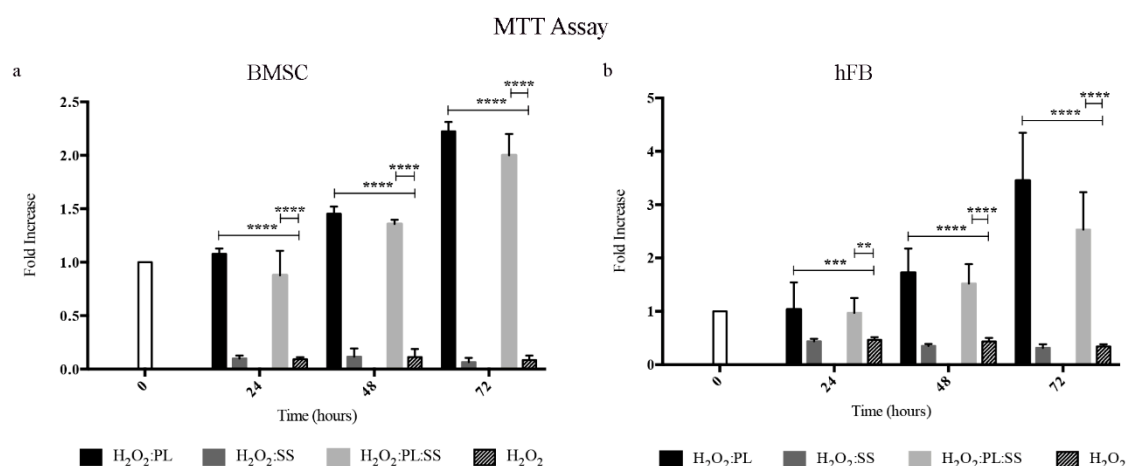 MTT Assay
a
BMSC
Fold Increase
2.5
2.0
1.5
1.0
0.5
0.0
****
****
****
****
****
****
0
24
48
72
Time (hours)
H₂O₂:PL H₂O₂:SS H₂O₂:PL:SS H₂O₂
b
hFB
Fold Increase
5
4
3
2
1
0
***
**
****
****
****
****
0
24
48
72
Time (hours)
H₂O₂:PL H₂O₂:SS H₂O₂:PL:SS H₂O₂